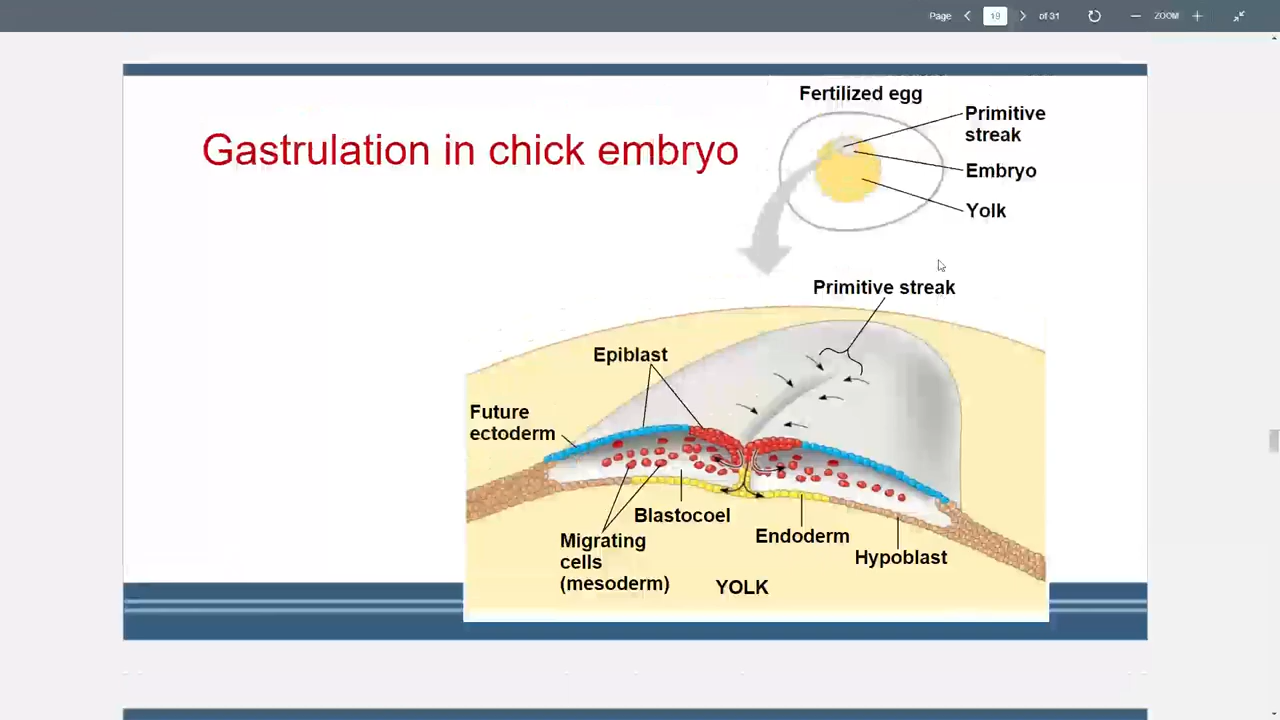 Page 19 of 31 ZOOM
Gastrulation in chick embryo
Fertilized egg
Primitive
streak
Embryo
Yolk
Primitive streak
Epiblast
Future
ectoderm
Blastocoel
Endoderm
Migrating
cells
(mesoderm)
Hypoblast
YOLK